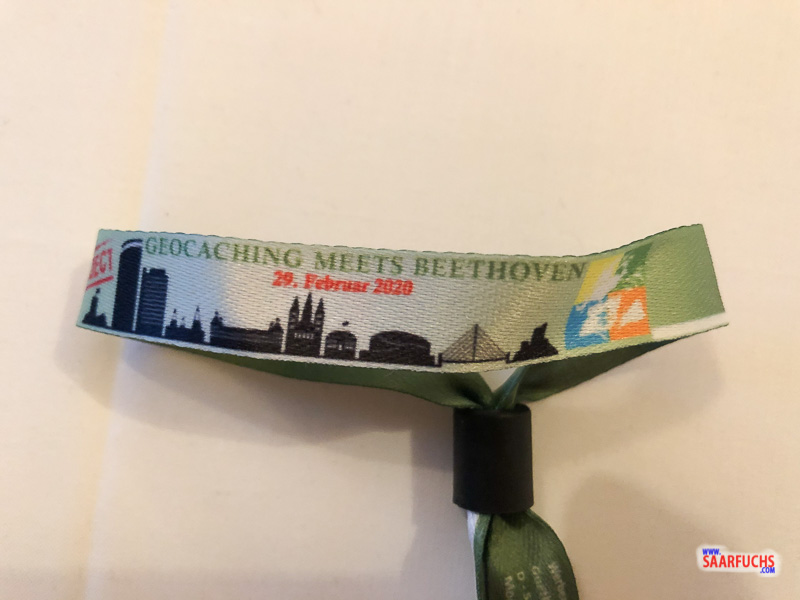 GEOCACHING MEETS BEETHOVEN
29. Februar 2020
WWW.
SAARFUCHS
.COM